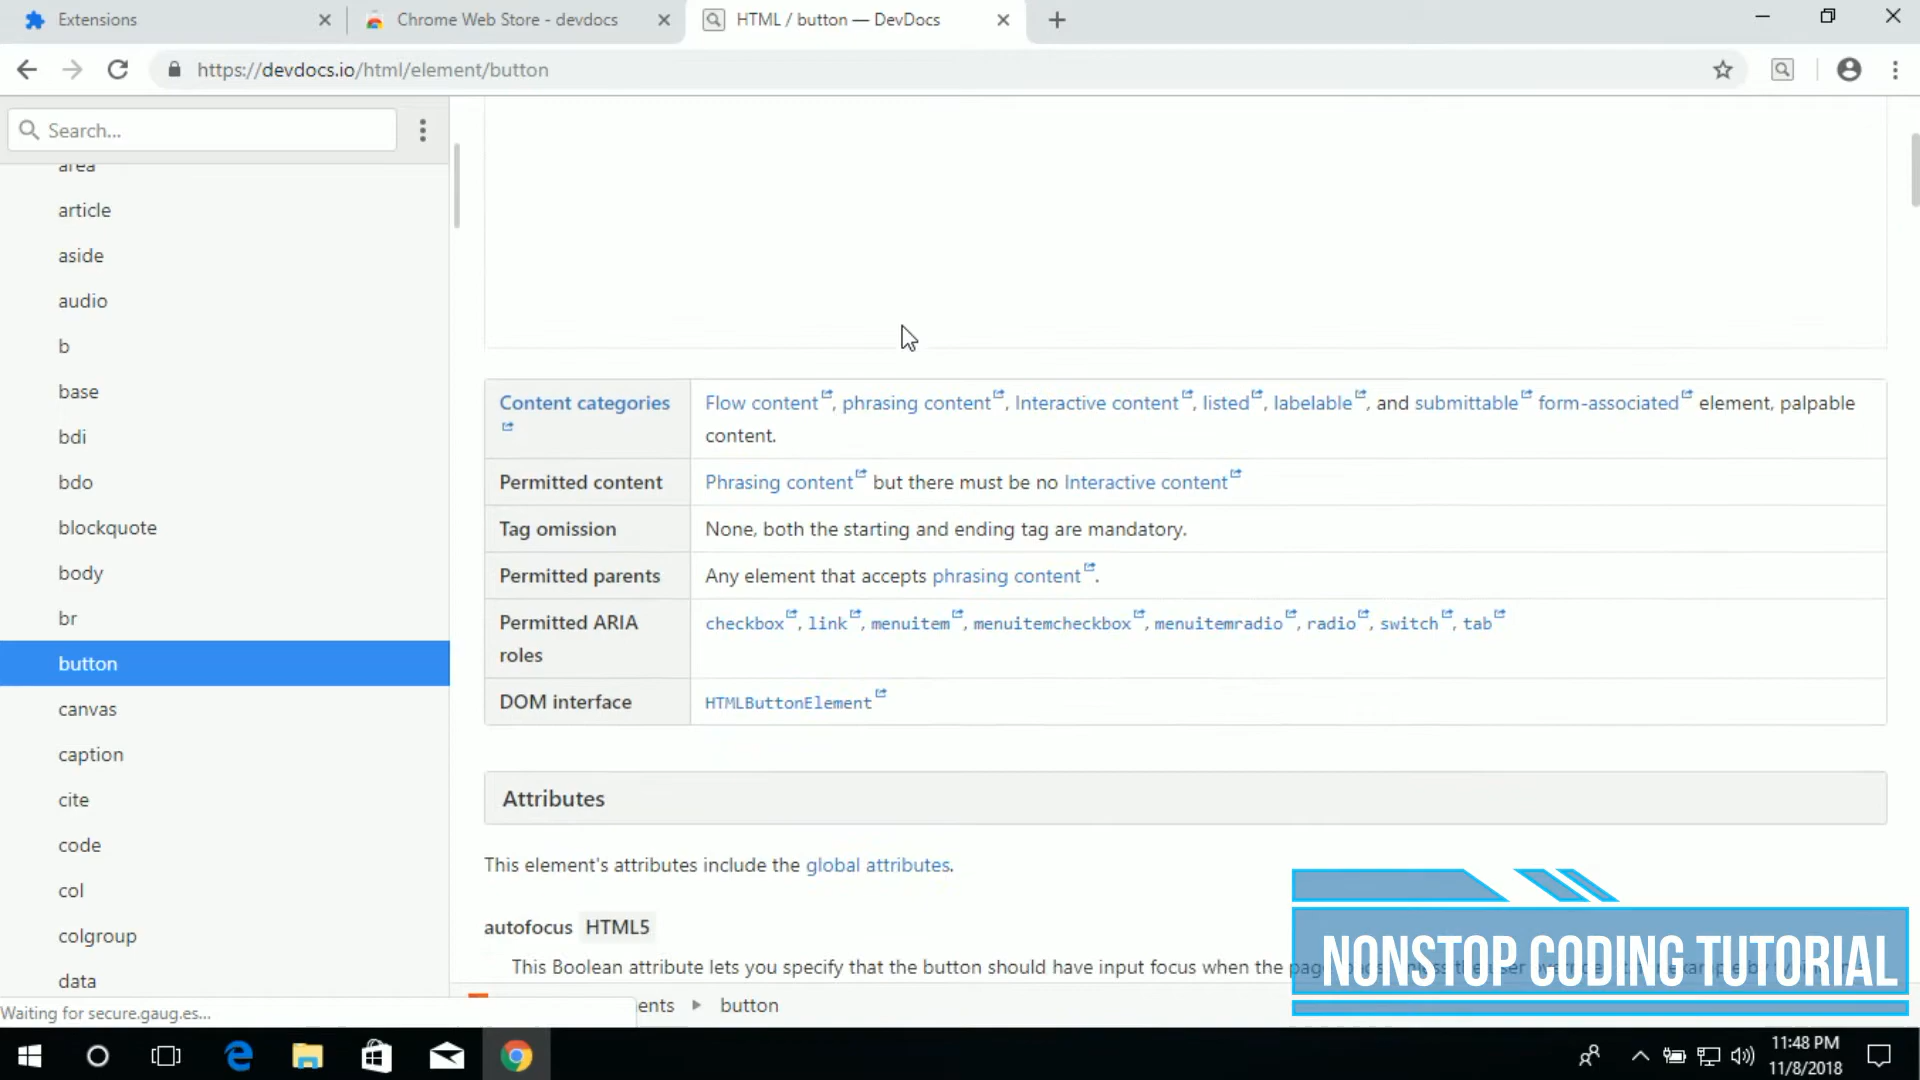 Extensions
Chrome Web Store - devdocs
HTML / button — DevDocs
https://devdocs.io/html/element/button
Search...
area
article
aside
audio
b
base
bdi
bdo
blockquote
body
br
button
canvas
caption
cite
code
col
colgroup
data
Content categories
Flow content, phrasing content, Interactive content, listed, labelable, and submittable form-associated element, palpable
content.
Permitted content
Phrasing content but there must be no Interactive content
Tag omission
None, both the starting and ending tag are mandatory.
Permitted parents
Any element that accepts phrasing content.
Permitted ARIA
roles
checkbox, link, menuitem, menuitemcheckbox, menuitemradio, radio, switch, tab
DOM interface
HTMLButtonElement
Attributes
This element's attributes include the global attributes.
autofocus HTML5
This Boolean attribute lets you specify that the button should have input focus when the
NONSTOP CODING TUTORIAL
ents ▸ button
Waiting for secure.gaug.es...
11:48 PM
11/8/2018